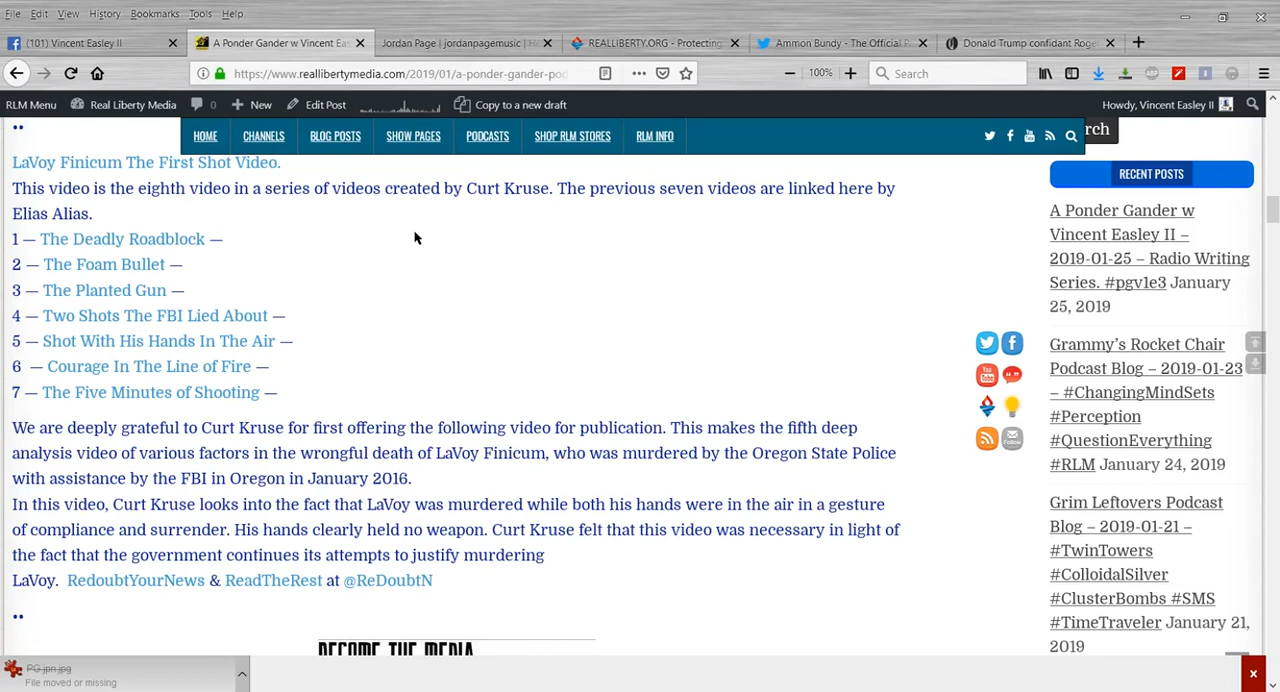 File Edit View History Bookmarks Tools Help
(101) Vincent Easley II
A Ponder Gander w Vincent Eas
Jordan Page | jordanpagemusic | H
REALLIBERTY.ORG - Protecting
Ammon Bundy - The Official P
Donald Trump confidant Roge
https://www.reallibertymedia.com/2019/01/a-ponder-gander-pod
100%
Search
RLM Menu Real Liberty Media 0 New Edit Post Copy to a new draft Howdy, Vincent Easley II
HOME CHANNELS BLOG POSTS SHOW PAGES PODCASTS SHOP RLM STORES RLM INFO
rch
••
LaVoy Finicum The First Shot Video.
This video is the eighth video in a series of videos created by Curt Kruse. The previous seven videos are linked here by
Elias Alias.
1 — The Deadly Roadblock —
2 — The Foam Bullet —
3 — The Planted Gun —
4 — Two Shots The FBI Lied About —
5 — Shot With His Hands In The Air —
6 — Courage In The Line of Fire —
7 — The Five Minutes of Shooting —
We are deeply grateful to Curt Kruse for first offering the following video for publication. This makes the fifth deep
analysis video of various factors in the wrongful death of LaVoy Finicum, who was murdered by the Oregon State Police
with assistance by the FBI in Oregon in January 2016.
In this video, Curt Kruse looks into the fact that LaVoy was murdered while both his hands were in the air in a gesture
of compliance and surrender. His hands clearly held no weapon. Curt Kruse felt that this video was necessary in light of
the fact that the government continues its attempts to justify murdering
LaVoy. RedoubtYourNews & ReadTheRest at @ReDoubtN
••
BECOME THE MEDIA
RECENT POSTS
A Ponder Gander w
Vincent Easley II –
2019-01-25 – Radio Writing
Series. #pgv1e3 January
25, 2019
Grammy's Rocket Chair
Podcast Blog – 2019-01-23
– #ChangingMindSets
#Perception
#QuestionEverything
#RLM January 24, 2019
Grim Leftovers Podcast
Blog – 2019-01-21 –
#TwinTowers
#ColloidalSilver
#ClusterBombs #SMS
#TimeTraveler January 21,
2019
You Tube
Follow
PG.jpn.jpg
File moved or missing